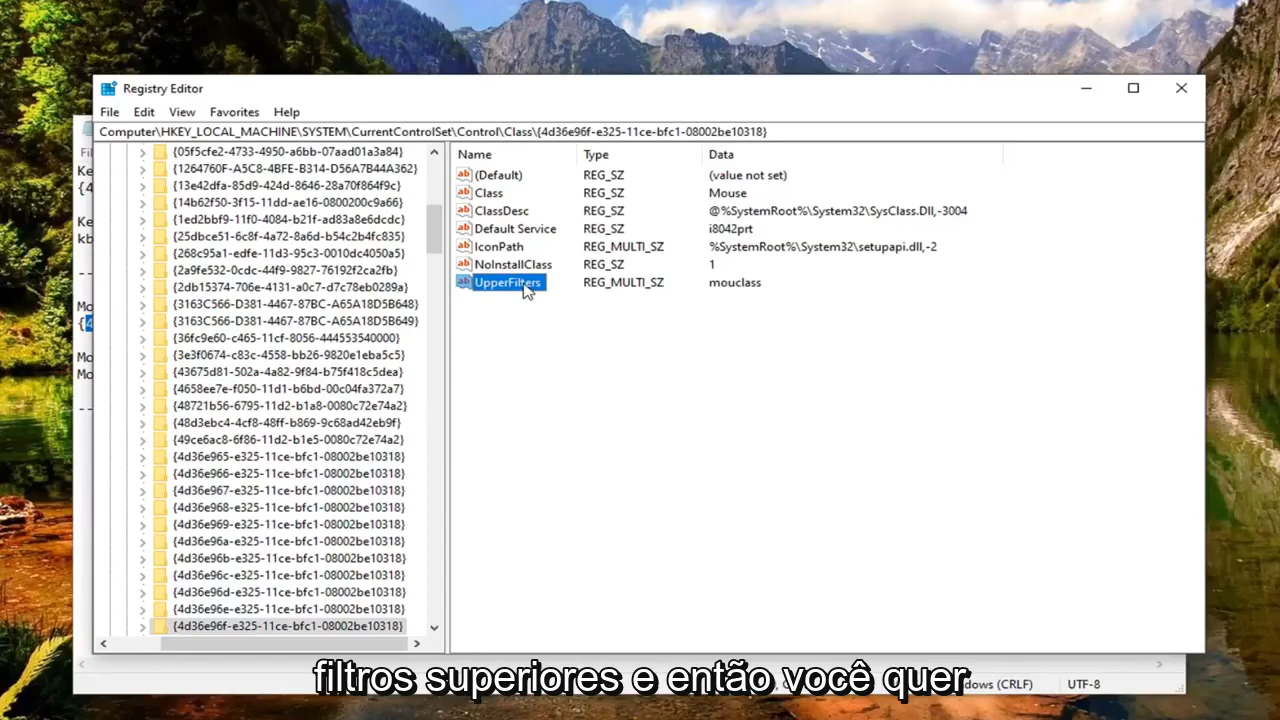 Registry Editor
File Edit View Favorites Help
Computer\HKEY_LOCAL_MACHINE\SYSTEM\CurrentControlSet\Control\Class\{4d36e96f-e325-11ce-bfc1-08002be10318}
{05f5cfe2-4733-4950-a6bb-07aad01a3a84}
{1264760F-A5C8-4BFE-B314-D56A7B44A362}
{13e42dfa-85d9-424d-8646-28a70f864f9c}
{14b62f50-3f15-11dd-ae16-0800200c9a66}
{1ed2bbf9-11f0-4084-b21f-ad83a8e6dcdc}
{25dbce51-6c8f-4a72-8a6d-b54c2b4fc835}
{268c95a1-edfe-11d3-95c3-0010dc4050a5}
{2a9fe532-0cdc-44f9-9827-76192f2ca2fb}
{2db15374-706e-4131-a0c7-d7c78eb0289a}
{3163C566-D381-4467-87BC-A65A18D5B648}
{3163C566-D381-4467-87BC-A65A18D5B649}
{36fc9e60-c465-11cf-8056-444553540000}
{3e3f0674-c83c-4558-bb26-9820e1eba5c5}
{43675d81-502a-4a82-9f84-b75f418c5dea}
{4658ee7e-f050-11d1-b6bd-00c04fa372a7}
{48721b56-6795-11d2-b1a8-0080c72e74a2}
{48d3ebc4-4cf8-48ff-b869-9c68ad42eb9f}
{49ce6ac8-6f86-11d2-b1e5-0080c72e74a2}
{4d36e965-e325-11ce-bfc1-08002be10318}
{4d36e966-e325-11ce-bfc1-08002be10318}
{4d36e967-e325-11ce-bfc1-08002be10318}
{4d36e968-e325-11ce-bfc1-08002be10318}
{4d36e969-e325-11ce-bfc1-08002be10318}
{4d36e96a-e325-11ce-bfc1-08002be10318}
{4d36e96b-e325-11ce-bfc1-08002be10318}
{4d36e96c-e325-11ce-bfc1-08002be10318}
{4d36e96d-e325-11ce-bfc1-08002be10318}
{4d36e96e-e325-11ce-bfc1-08002be10318}
{4d36e96f-e325-11ce-bfc1-08002be10318}
Name Type Data
(Default) REG_SZ (value not set)
Class REG_SZ Mouse
ClassDesc REG_SZ @%SystemRoot%\System32\SysClass.Dll,-3004
Default Service REG_SZ i8042prt
IconPath REG_MULTI_SZ %SystemRoot%\System32\setupapi.dll,-2
NoInstallClass REG_SZ 1
UpperFilters REG_MULTI_SZ mouclass
filtros superiores e então você quer
(CRLF) UTF-8